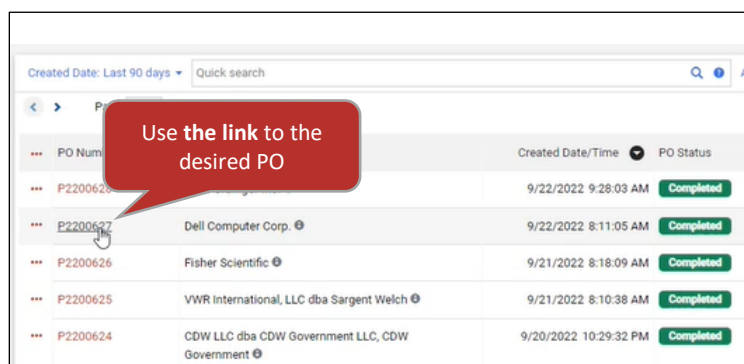 Created Date: Last 90 days Quick search
Use the link to the
desired PO
PO Created Date/Time PO Status
9/22/2022 9:28:03 AM Completed
P2200627 Dell Computer Corp. 9/22/2022 8:11:05 AM Completed
P2200626 Fisher Scientific 9/21/2022 8:18:09 AM Completed
P2200625 VWR International, LLC dba Sargent Welch 9/21/2022 8:10:38 AM Completed
P2200624 CDW LLC dba CDW Government LLC, CDW 9/20/2022 10:29:32 PM Completed
Government